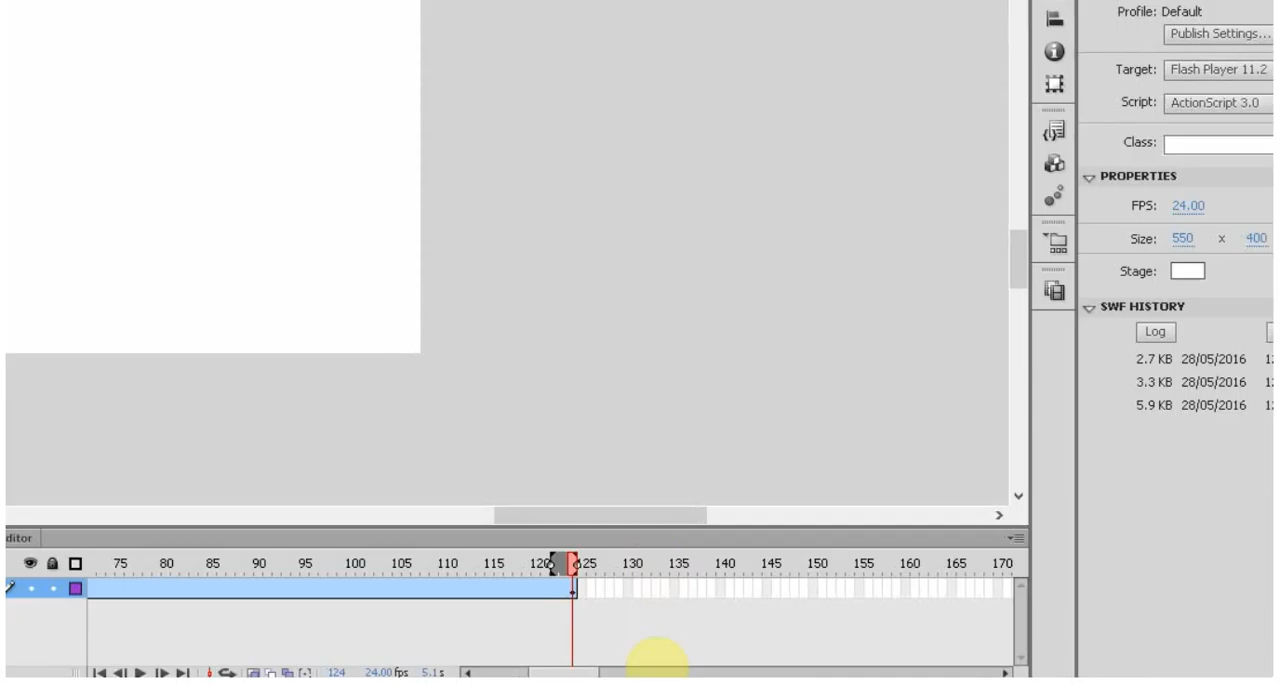 Profile: Default
Publish Settings...
Target: Flash Player 11.2
Script: ActionScript 3.0
Class:
PROPERTIES
FPS: 24.00
Size: 550 x 400
Stage:
SWF HISTORY
Log
2.7 KB 28/05/2016
3.3 KB 28/05/2016
5.9 KB 28/05/2016
ditor
75 80 85 90 95 100 105 110 115 120 125 130 135 140 145 150 155 160 165 170
124 24.00 fps 5.1 s